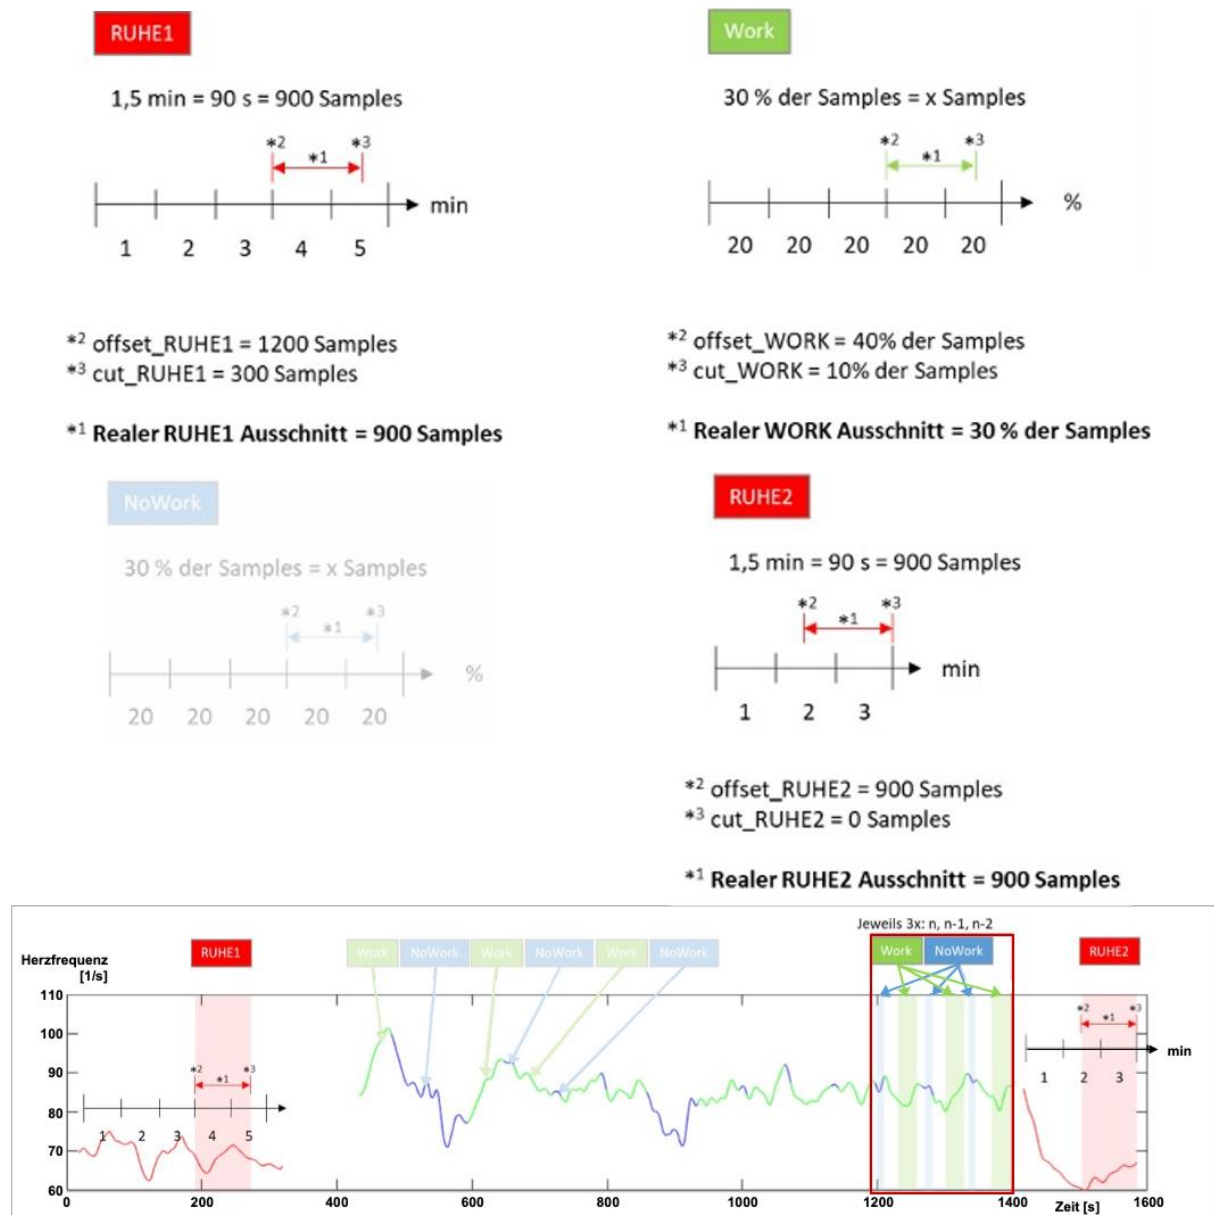 RUHE1
1,5 min = 90 s = 900 Samples
*2 *3
*1
min
1 2 3 4 5
*2 offset_RUHE1 = 1200 Samples
*3 cut_RUHE1 = 300 Samples
*1 Realer RUHE1 Ausschnitt = 900 Samples
Work
30 % der Samples = x Samples
*2 *3
*1
%
20 20 20 20 20
*2 offset_WORK = 40% der Samples
*3 cut_WORK = 10% der Samples
*1 Realer WORK Ausschnitt = 30 % der Samples
NoWork
30 % der Samples = x Samples
*2 *3
*1
%
20 20 20 20 20
RUHE2
1,5 min = 90 s = 900 Samples
*2 *3
*1
min
1 2 3
*2 offset_RUHE2 = 900 Samples
*3 cut_RUHE2 = 0 Samples
*1 Realer RUHE2 Ausschnitt = 900 Samples
Jeweils 3x: n, n-1, n-2
RUHE1 Work NoWork Work NoWork Work NoWork Work NoWork RUHE2
Herzfrequenz
[1/s]
110
100
90
80
70
60
*2 *3
*1
1 2 3 4 5
*2 *3
*1
min
1 2 3
0 200 400 600 800 1000 1200 1400 1600
Zeit [s]